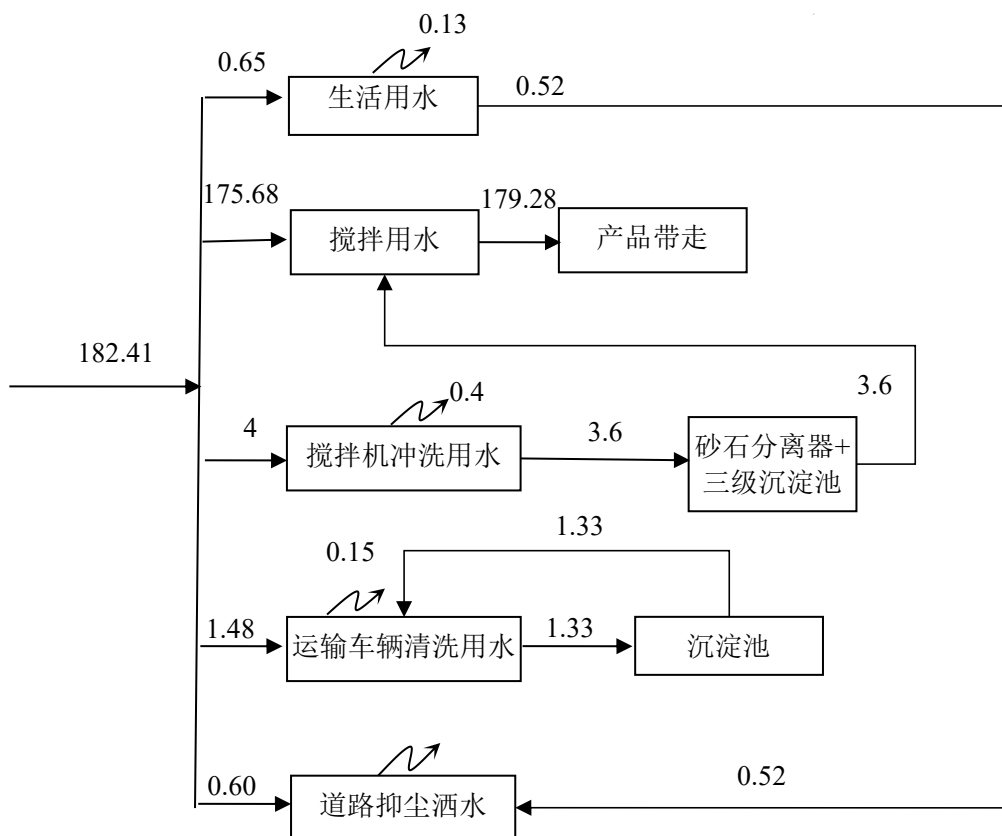 0.13
0.65
生活用水
0.52
175.68
179.28
搅拌用水
产品带走
182.41
0.4
3.6
4
搅拌机冲洗用水
3.6
砂石分离器+
三级沉淀池
1.33
0.15
1.48
运输车辆清洗用水
1.33
沉淀池
0.60
道路抑尘洒水
0.52